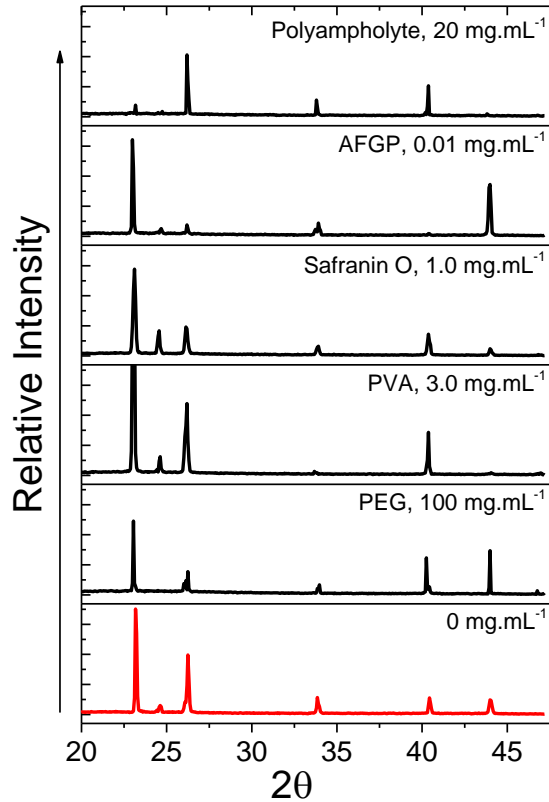 Polyampholyte, 20 mg.mL⁻¹
AFGP, 0.01 mg.mL⁻¹
Safranin O, 1.0 mg.mL⁻¹
PVA, 3.0 mg.mL⁻¹
PEG, 100 mg.mL⁻¹
0 mg.mL⁻¹
Relative Intensity
20 25 30 35 40 45
2θ